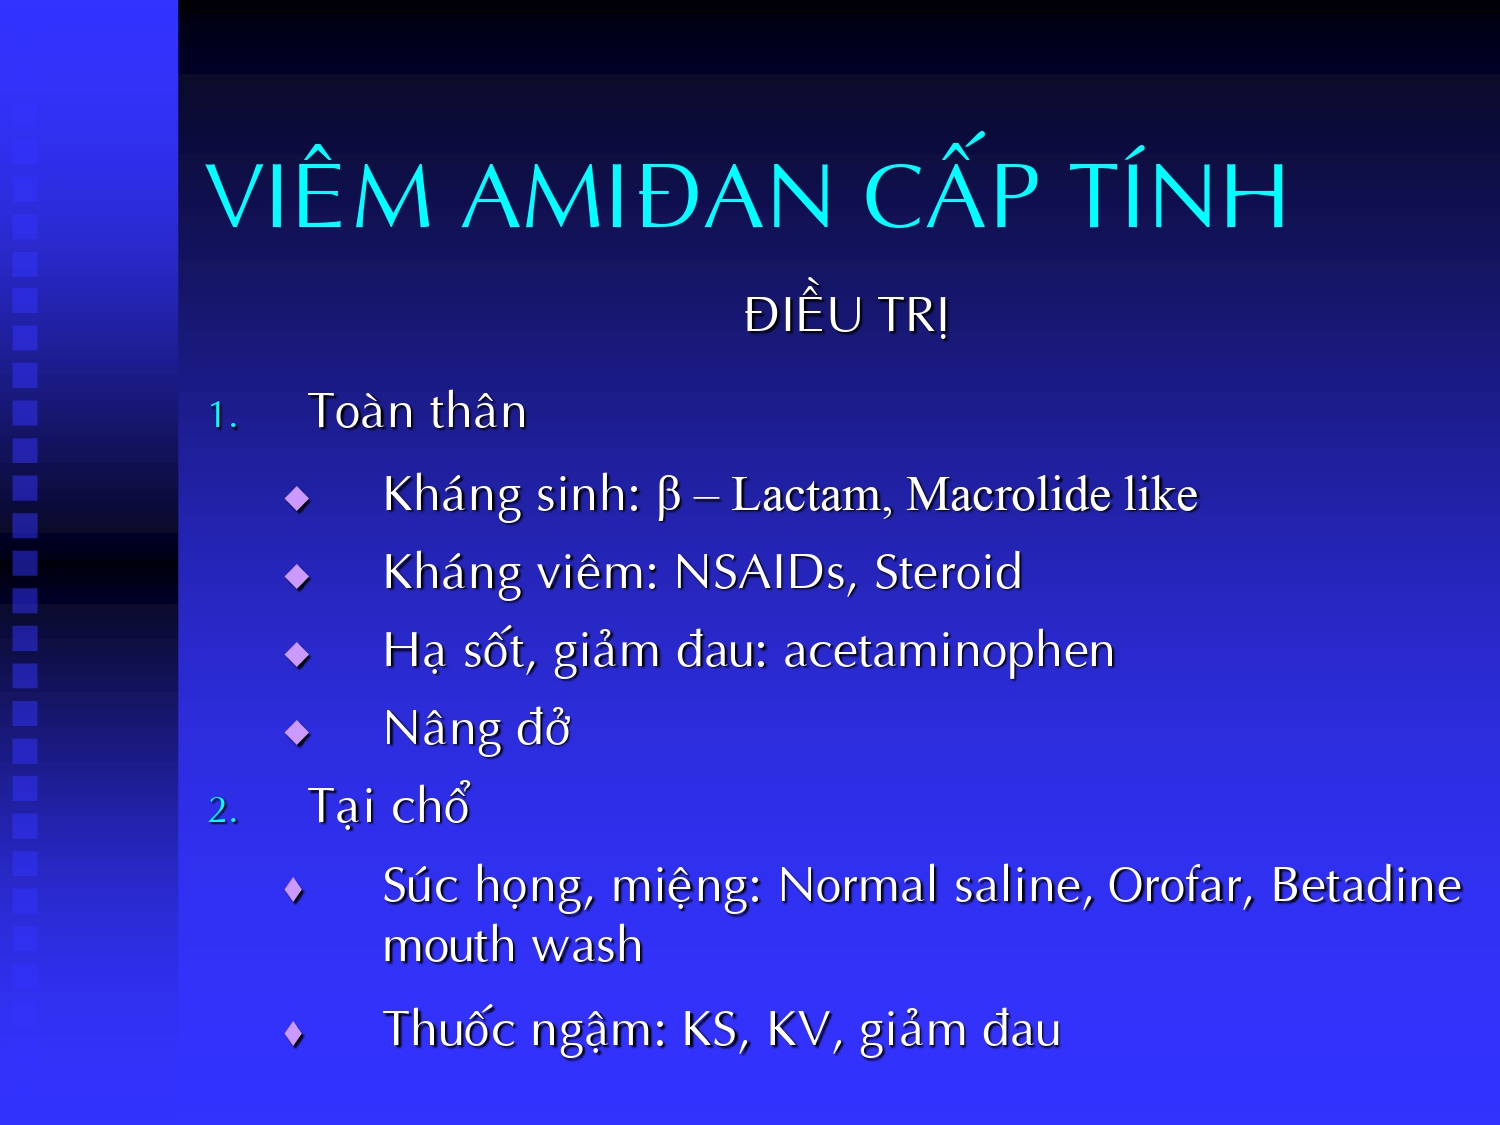 VIÊM AMIĐAN CẤP TÍNH
ĐIỀU TRỊ
1. Toàn thân
◆ Kháng sinh: β – Lactam, Macrolide like
◆ Kháng viêm: NSAIDs, Steroid
◆ Hạ sốt, giảm đau: acetaminophen
◆ Nâng đở
2. Tại chổ
♦ Súc họng, miệng: Normal saline, Orofar, Betadine
mouth wash
♦ Thuốc ngậm: KS, KV, giảm đau